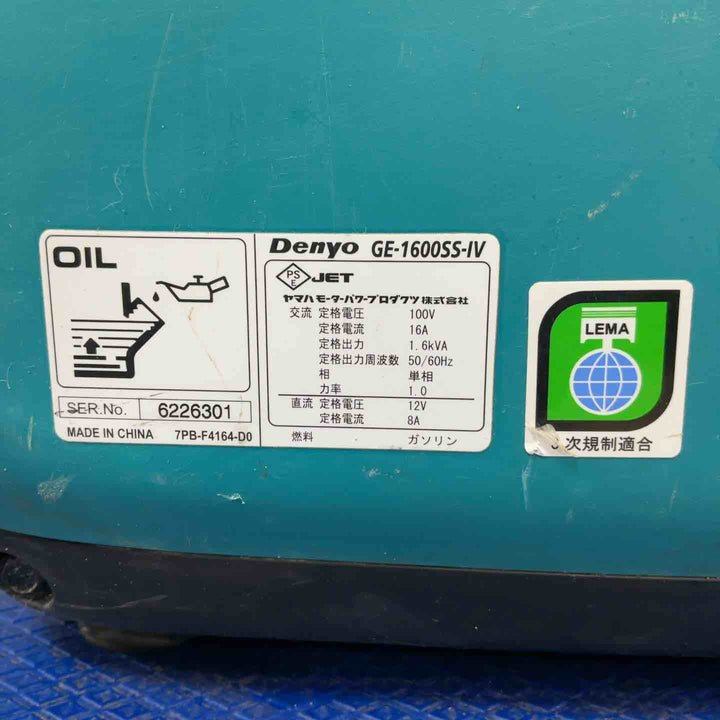 OIL
SER.No. 6226301
MADE IN CHINA 7PB-F4164-D0
Denyo GE-1600SS-IV
PS E JET
ヤマハモーターパワープロダクツ株式会社
交流 定格電圧 100V
定格電流 16A
定格出力 1.6kVA
定格出力周波数 50/60Hz
相 単相
力率 1.0
直流 定格電圧 12V
定格電流 8A
燃料 ガソリン
LEMA
次規制適合